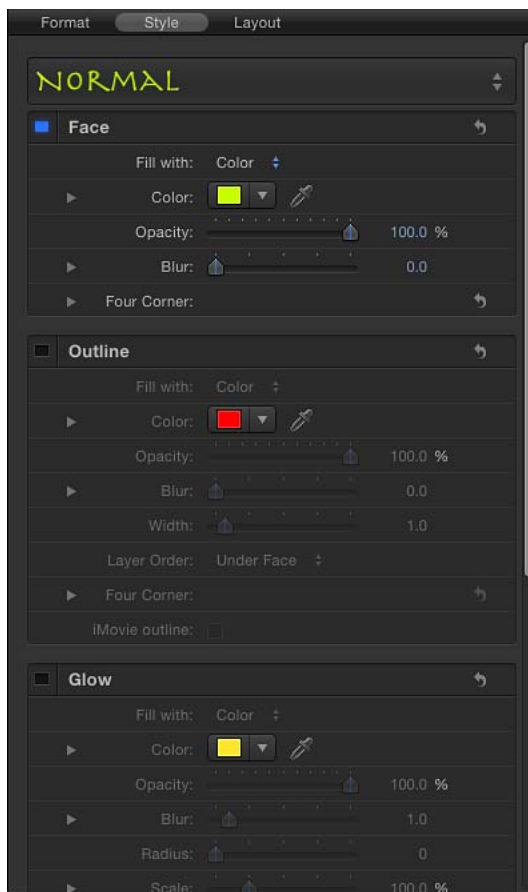 Format Style Layout
NORMAL
Face
Fill with: Color
Color:
Opacity: 100.0 %
Blur: 0.0
Four Corner:
Outline
Fill with: Color
Color:
Opacity: 100.0 %
Blur: 0.0
Width: 1.0
Layer Order: Under Face
Four Corner:
iMovie outline:
Glow
Fill with: Color
Color:
Opacity: 100.0 %
Blur: 1.0
Radius: 0
Scale: 100.0 %